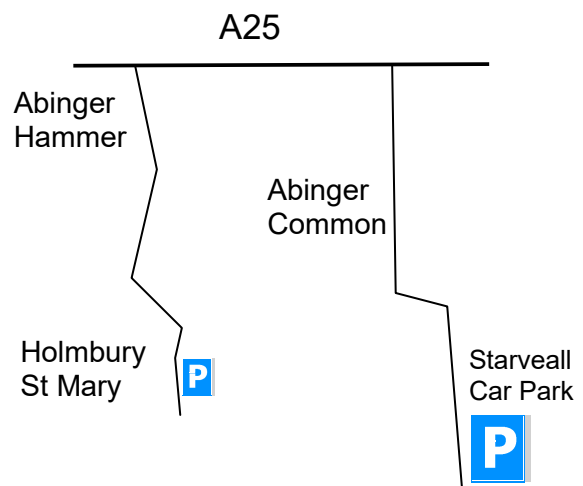 A25
Abinger
Hammer
Abinger
Common
Holmbury
St Mary
P
Starveall
Car Park
P